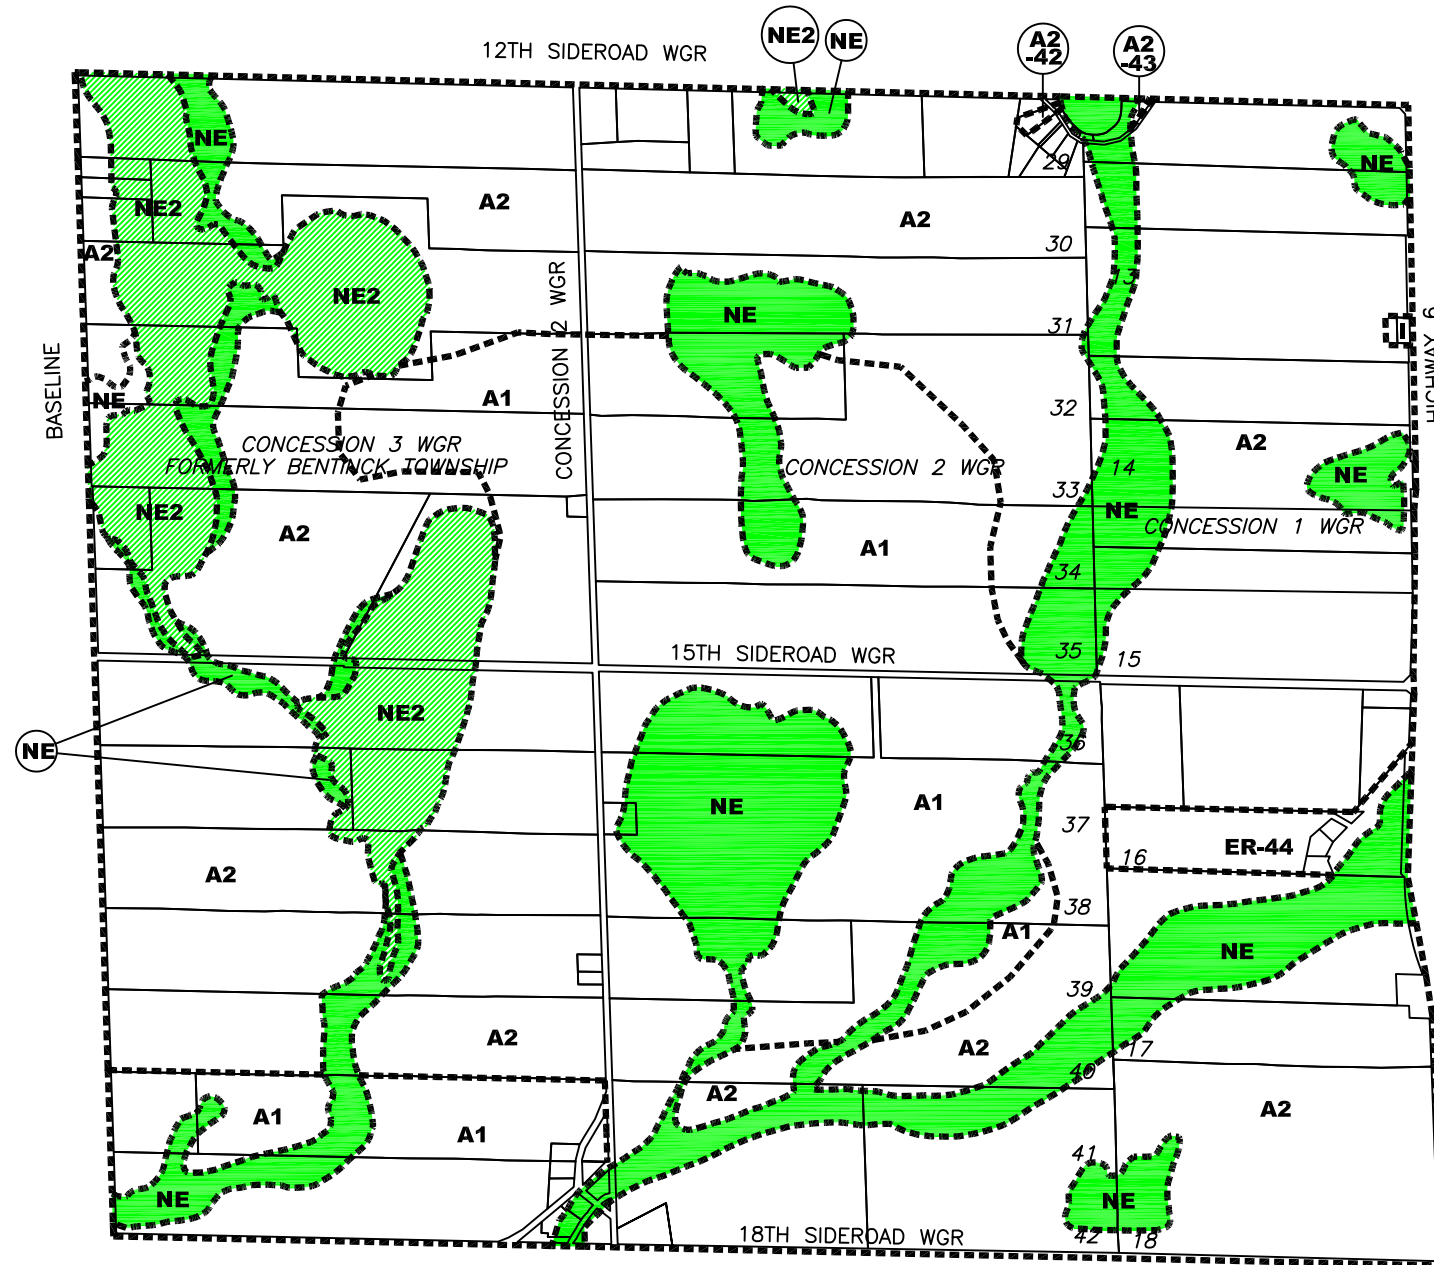 NE2
NE
A2
-42
A2
-43
12TH SIDEROAD WGR
NE
29
NE
NE2
A2
A2
30
A2
NE2
13
NE
31
I
HIGHWAY 6
BASELINE
CONCESSION 2 WGR
NE
A1
32
A2
CONCESSION 3 WGR
FORMERLY BENTINCK TOWNSHIP
CONCESSION 2 WGR
14
NE
33
NE
NE2
A2
A1
CONCESSION 1 WGR
34
15TH SIDEROAD WGR
35
15
NE2
NE
36
NE
A1
37
ER-44
16
A2
38
A1
NE
39
A2
A2
17
40
A2
A1
A1
A2
41
NE
NE
18TH SIDEROAD WGR
42
18